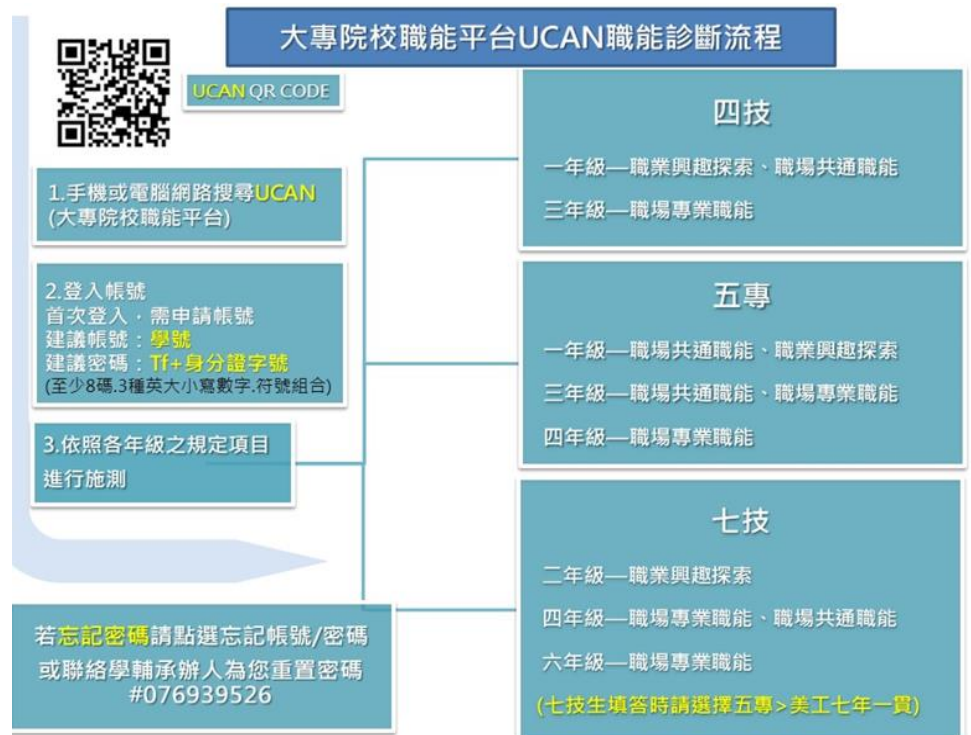 大專院校職能平台UCAN職能診斷流程
UCAN QR CODE
1.手機或電腦網路搜尋UCAN
(大專院校職能平台)
2.登入帳號
首次登入，需申請帳號
建議帳號：學號
建議密碼：Tf+身分證字號
(至少8碼.3種英大小寫數字.符號組合)
3.依照各年級之規定項目
進行施測
若忘記密碼請點選忘記帳號/密碼
或聯絡學輔承辦人為您重置密碼
#076939526
四技
一年級—職業興趣探索、職場共通職能
三年級—職場專業職能
五專
一年級—職場共通職能、職業興趣探索
三年級—職場共通職能、職場專業職能
四年級—職場專業職能
七技
二年級—職業興趣探索
四年級—職場專業職能、職場共通職能
六年級—職場專業職能
(七技生填答時請選擇五專>美工七年一貫)